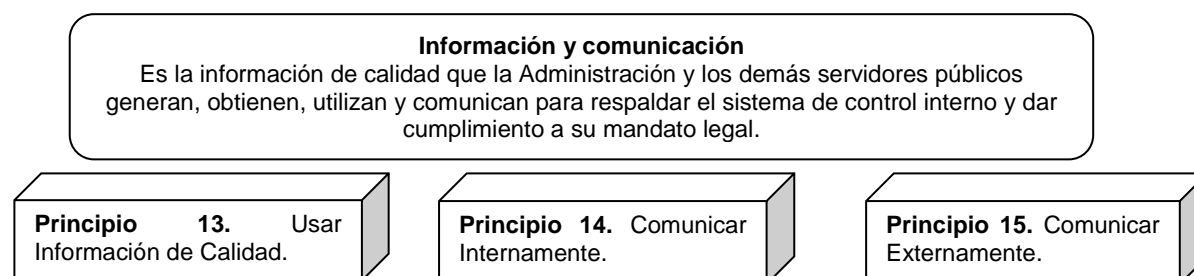 Información y comunicación
Es la información de calidad que la Administración y los demás servidores públicos
generan, obtienen, utilizan y comunican para respaldar el sistema de control interno y dar
cumplimiento a su mandato legal.
Principio 13. Usar
Información de Calidad.
Principio 14. Comunicar
Internamente.
Principio 15. Comunicar
Externamente.